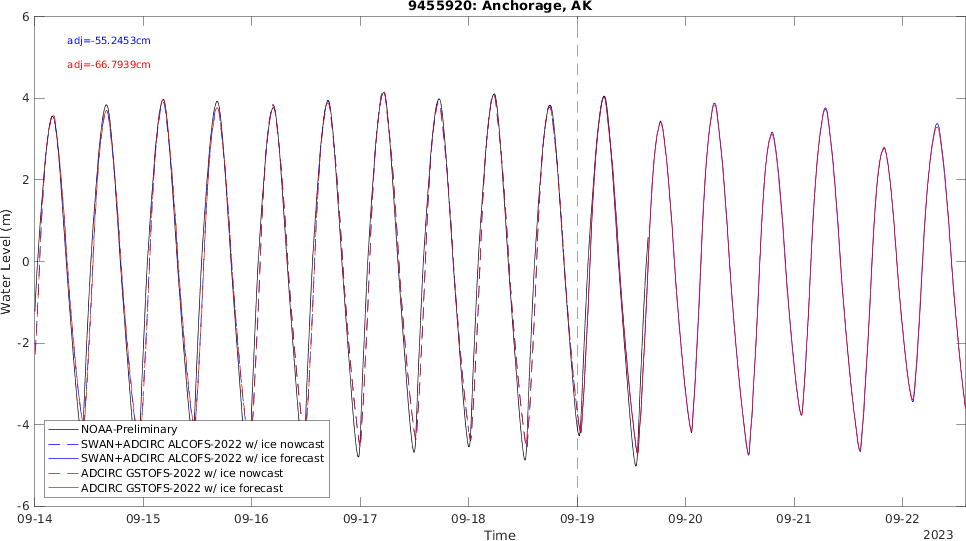 9455920: Anchorage, AK
adj=-55.2453cm
adj=-66.7939cm
6
4
2
0
-2
-4
-6
Water Level (m)
NOAA-Preliminary
SWAN+ADCIRC ALCOFS-2022 w/ ice nowcast
SWAN+ADCIRC ALCOFS-2022 w/ ice forecast
ADCIRC GSTOFS-2022 w/ ice nowcast
ADCIRC GSTOFS-2022 w/ ice forecast
09-14 09-15 09-16 09-17 09-18 09-19 09-20 09-21 09-22
Time
2023